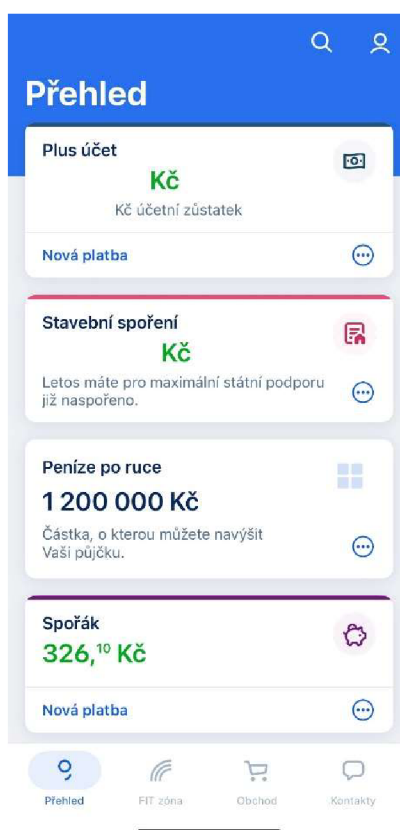 Přehled
Plus účet
Kč
Kč účetní zůstatek
Nová platba
Stavební spoření
Kč
Letos máte pro maximální státní podporu
již naspořeno.
Peníze po ruce
1 200 000 Kč
Částka, o kterou můžete navýšit
Vaši půjčku.
Spořák
326,¹⁰ Kč
Nová platba
Přehled
FIT zóna
Obchod
Kontakty